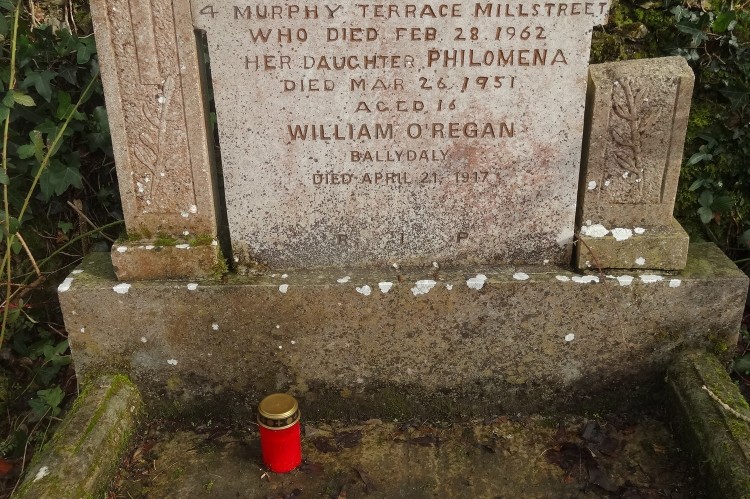 4 MURPHY TERRACE MILLSTREET
WHO DIED FEB 28. 1962
HER DAUGHTER PHILOMENA
DIED MAR 26 1951
AGED 16
WILLIAM O'REGAN
BALLYDALY
DIED APRIL 21. 1917
R I P